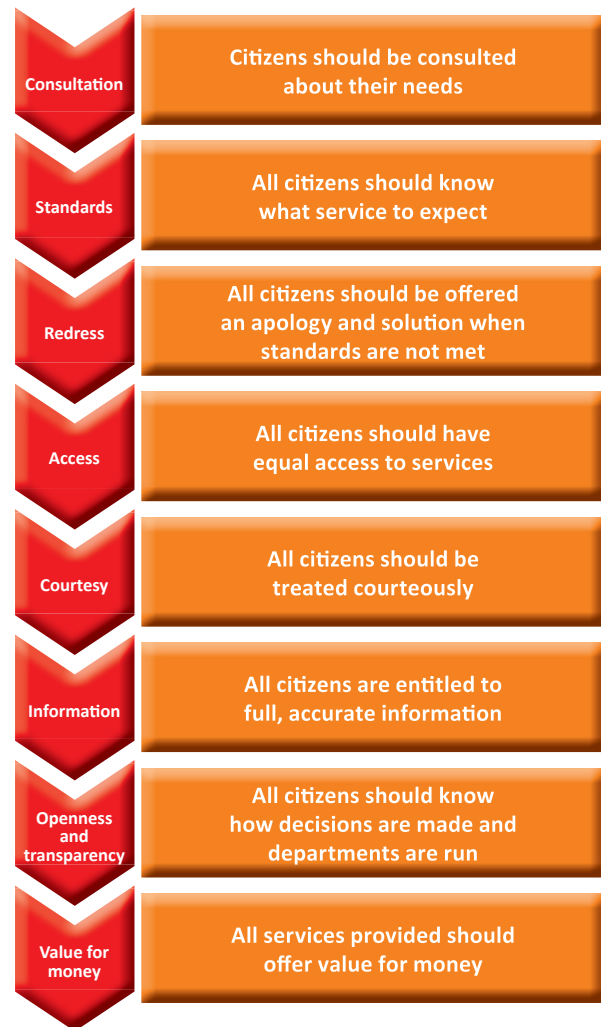 Consultation
Citizens should be consulted
about their needs
Standards
All citizens should know
what service to expect
Redress
All citizens should be offered
an apology and solution when
standards are not met
Access
All citizens should have
equal access to services
Courtesy
All citizens should be
treated courteously
Information
All citizens are entitled to
full, accurate information
Openness
and
transparency
All citizens should know
how decisions are made and
departments are run
Value for
money
All services provided should
offer value for money